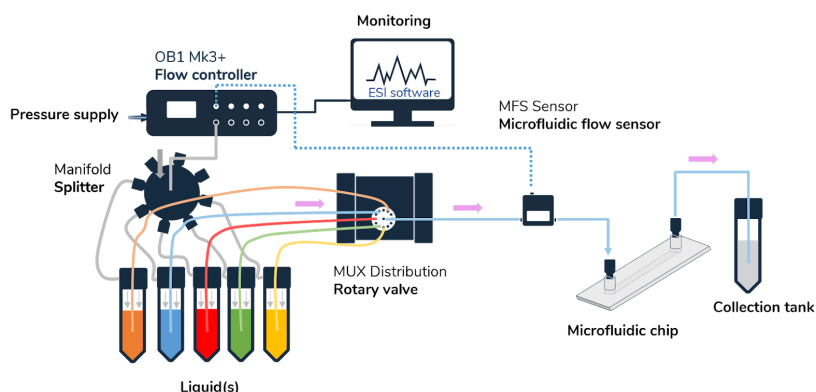 Monitoring
OB1 Mk3+
Flow controller
ESI software
Pressure supply
MFS Sensor
Microfluidic flow sensor
Manifold
Splitter
MUX Distribution
Rotary valve
Microfluidic chip
Collection tank
Liquid(s)